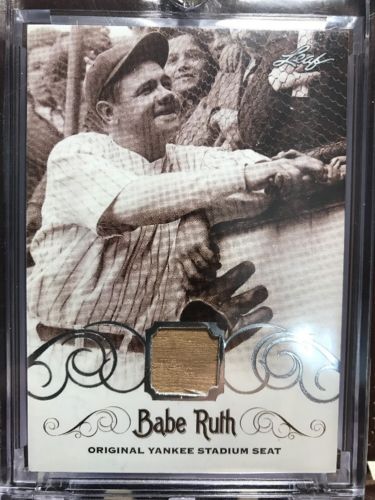 Leaf
Babe Ruth
ORIGINAL YANKEE STADIUM SEAT